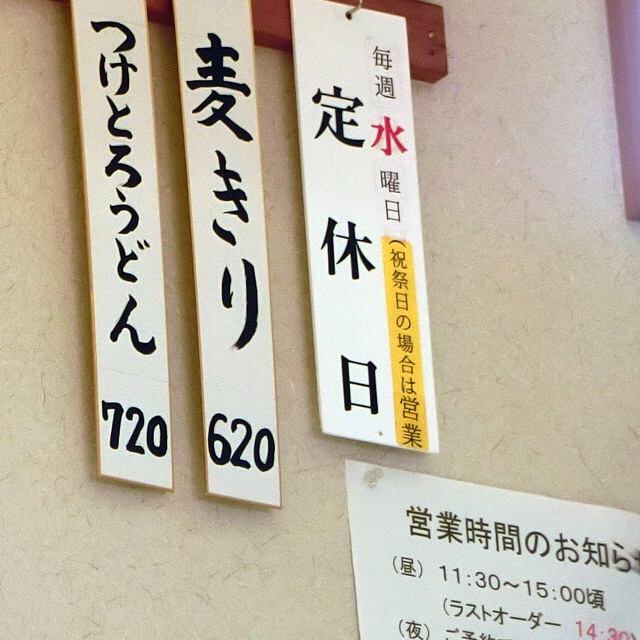 毎週水曜日(祝祭日の場合は営業
定休日
麦きり 620
つけとろうどん 720
営業時間のお知ら
(昼) 11:30～15:00頃
(ラストオーダー 14:30
(夜)